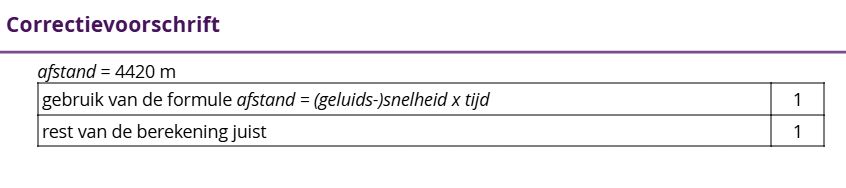 Correctievoorschrift
afstand = 4420 m
gebruik van de formule afstand = (geluids-)snelheid x tijd 1
rest van de berekening juist 1